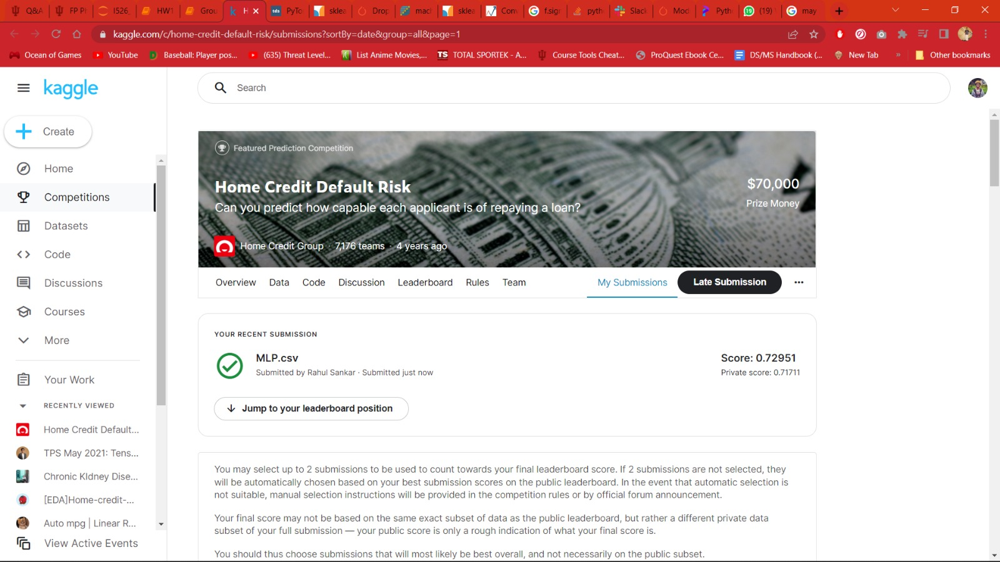 Q&A
FP P
I526_
HW1
Grou
H
PyTo
sklea
Drop
mach
sklea
Conv
f.sigr
pyth
Slack
Mod
Pyth
(19)
may
kaggle.com/c/home-credit-default-risk/submissions?sortBy=date&group=all&page=1
Ocean of Games
YouTube
Baseball: Player pos...
(635) Threat Level...
List Anime Movies,...
TOTAL SPORTEK - A...
Course Tools Cheat...
ProQuest Ebook Ce...
DS/MS Handbook (...
New Tab
»
Other bookmarks
kaggle
Search
Create
Home
Competitions
Datasets
Code
Discussions
Courses
More
Your Work
RECENTLY VIEWED
Home Credit Default...
TPS May 2021: Tens...
Chronic KIdney Dise...
[EDA]Home-credit-...
Auto mpg | Linear R...
View Active Events
Featured Prediction Competition
Home Credit Default Risk
Can you predict how capable each applicant is of repaying a loan?
$70,000
Prize Money
Home Credit Group · 7,176 teams · 4 years ago
Overview
Data
Code
Discussion
Leaderboard
Rules
Team
My Submissions
Late Submission
YOUR RECENT SUBMISSION
MLP.csv
Submitted by Rahul Sankar · Submitted just now
Score: 0.72951
Private score: 0.71711
Jump to your leaderboard position
You may select up to 2 submissions to be used to count towards your final leaderboard score. If 2 submissions are not selected, they
will be automatically chosen based on your best submission scores on the public leaderboard. In the event that automatic selection is
not suitable, manual selection instructions will be provided in the competition rules or by official forum announcement.
Your final score may not be based on the same exact subset of data as the public leaderboard, but rather a different private data
subset of your full submission — your public score is only a rough indication of what your final score is.
You should thus choose submissions that will most likely be best overall, and not necessarily on the public subset.